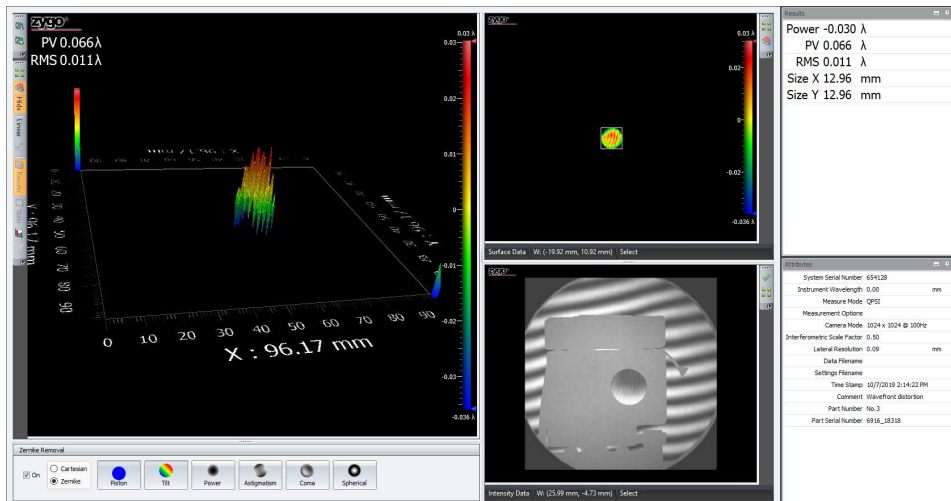 zygo
PV 0.066λ
RMS 0.011λ
0.03 λ
0.03
0.02
0.01
0
-0.01
-0.03
-0.036 λ
Hide
Linear
Results
X : 96.17 mm
0 10 20 30 40 50 60 70 80 90
zygo
0.03 λ
0.02
0
-0.02
-0.036 λ
Surface Data W: (-19.92 mm, 10.92 mm) Select
zygo
Intensity Data W: (25.99 mm, -4.73 mm) Select
Zernike Removal
On
Cartesian
Zernike
Piston
Tilt
Power
Astigmatism
Coma
Spherical
Results
Power -0.030 λ
PV 0.066 λ
RMS 0.011 λ
Size X 12.96 mm
Size Y 12.96 mm
Attributes
System Serial Number 654128
Instrument Wavelength 0.00 mm
Measure Mode QPSI
Measurement Options
Camera Mode 1024 x 1024 @ 100Hz
Interferometric Scale Factor 0.50
Lateral Resolution 0.09 mm
Data Filename
Settings Filename
Time Stamp 10/7/2019 2:14:22 PM
Comment Wavefront distortion
Part Number No.3
Part Serial Number 6916_18318